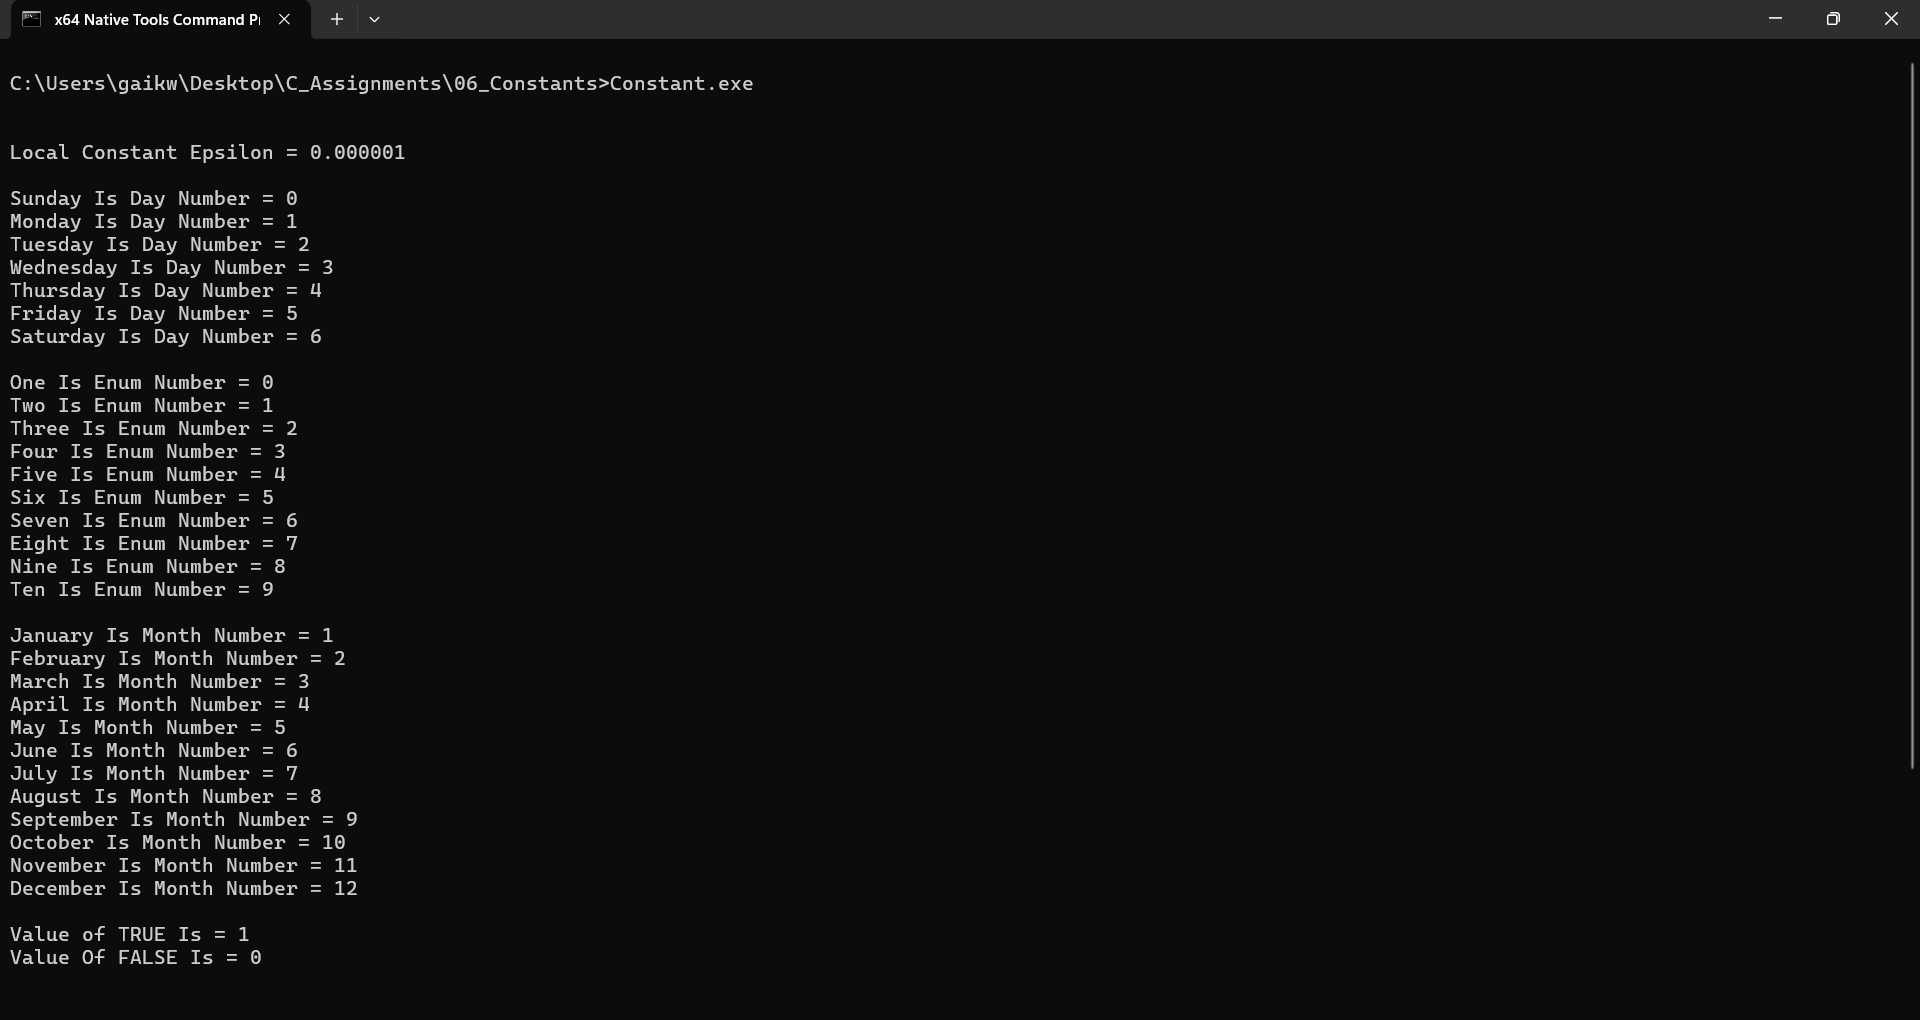 x64 Native Tools Command P
C:\Users\gaikw\Desktop\C_Assignments\06_Constants>Constant.exe
Local Constant Epsilon = 0.000001
Sunday Is Day Number = 0
Monday Is Day Number = 1
Tuesday Is Day Number = 2
Wednesday Is Day Number = 3
Thursday Is Day Number = 4
Friday Is Day Number = 5
Saturday Is Day Number = 6
One Is Enum Number = 0
Two Is Enum Number = 1
Three Is Enum Number = 2
Four Is Enum Number = 3
Five Is Enum Number = 4
Six Is Enum Number = 5
Seven Is Enum Number = 6
Eight Is Enum Number = 7
Nine Is Enum Number = 8
Ten Is Enum Number = 9
January Is Month Number = 1
February Is Month Number = 2
March Is Month Number = 3
April Is Month Number = 4
May Is Month Number = 5
June Is Month Number = 6
July Is Month Number = 7
August Is Month Number = 8
September Is Month Number = 9
October Is Month Number = 10
November Is Month Number = 11
December Is Month Number = 12
Value of TRUE Is = 1
Value Of FALSE Is = 0